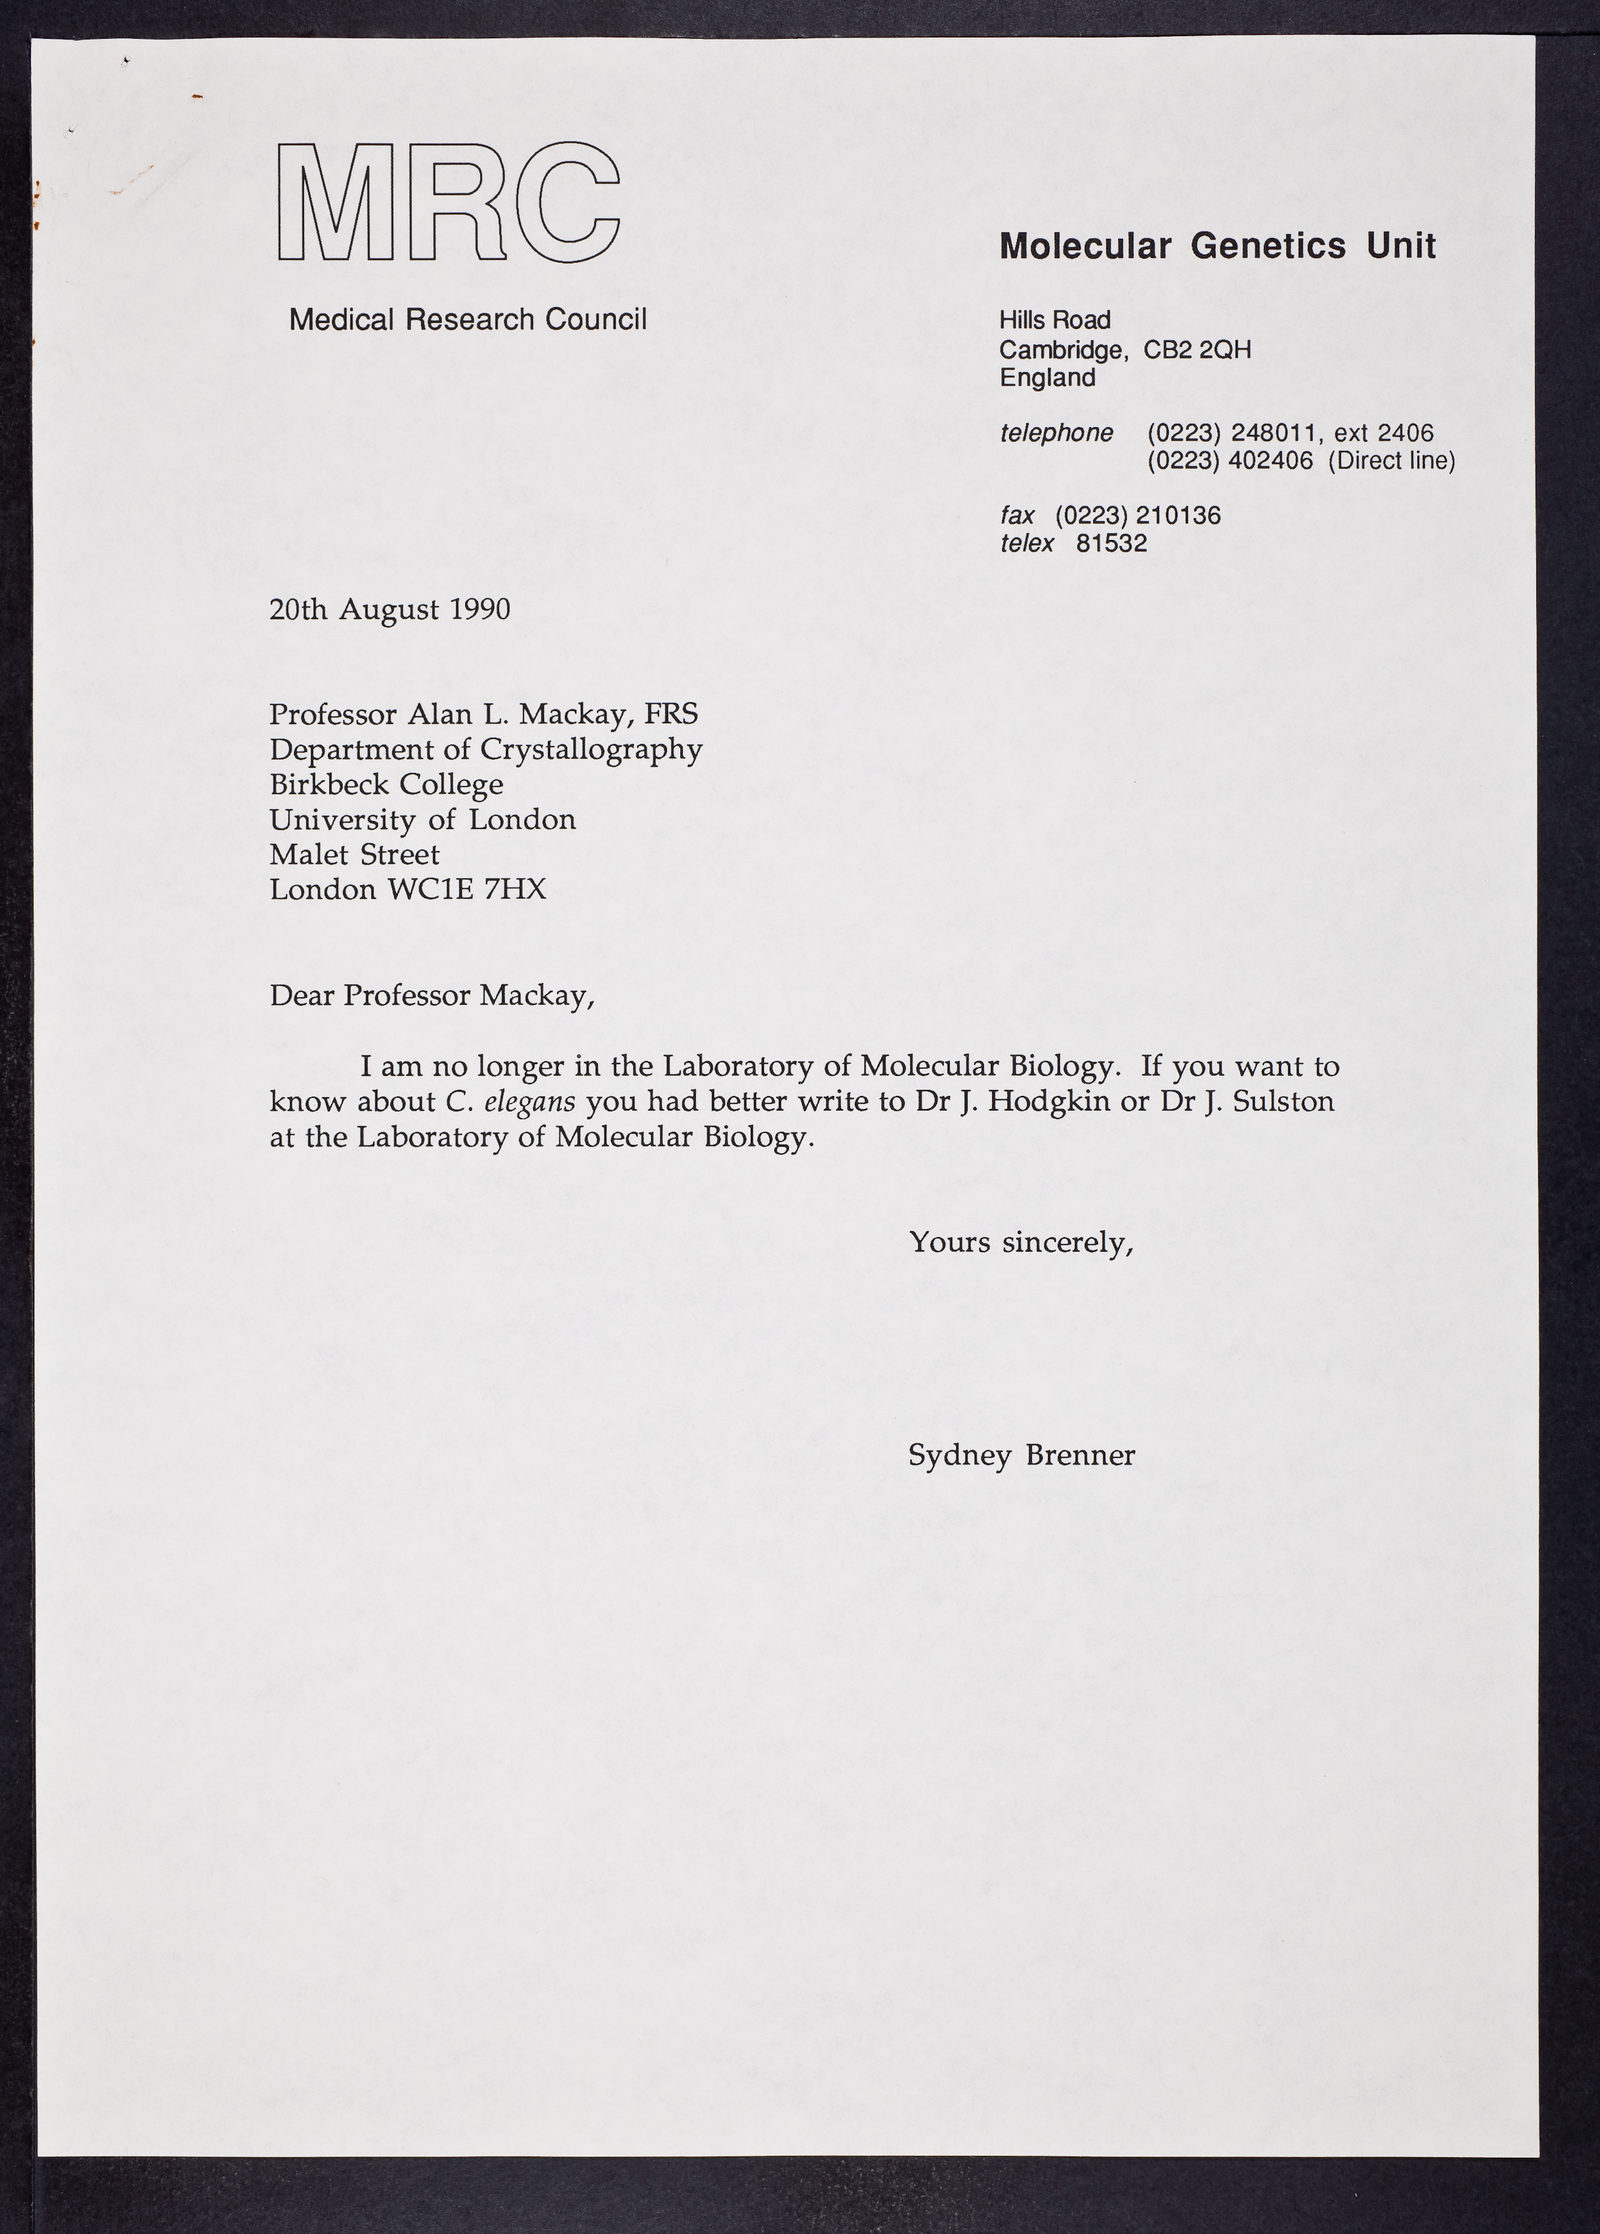 MRC
Medical Research Council
Molecular Genetics Unit
Hills Road
Cambridge, CB2 2QH
England
telephone (0223) 248011, ext 2406
(0223) 402406 (Direct line)
fax (0223) 210136
telex 81532
20th August 1990
Professor Alan L. Mackay, FRS
Department of Crystallography
Birkbeck College
University of London
Malet Street
London WC1E 7HX
Dear Professor Mackay,
I am no longer in the Laboratory of Molecular Biology. If you want to
know about C. elegans you had better write to Dr J. Hodgkin or Dr J. Sulston
at the Laboratory of Molecular Biology.
Yours sincerely,
Sydney Brenner